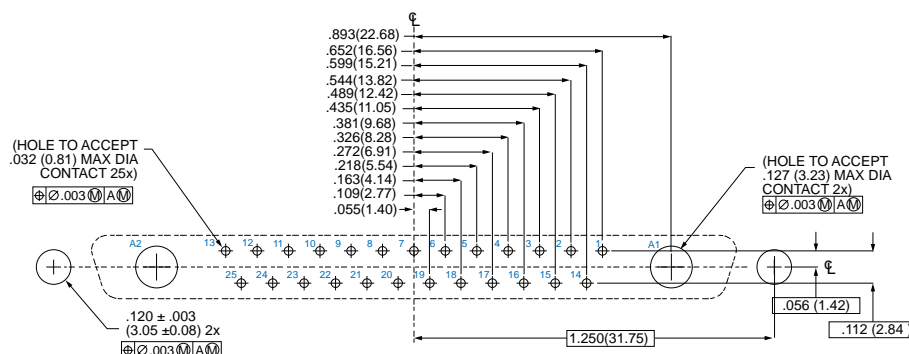 ℄
.893(22.68)
.652(16.56)
.599(15.21)
.544(13.82)
.489(12.42)
.435(11.05)
.381(9.68)
.326(8.28)
.272(6.91)
.218(5.54)
.163(4.14)
.109(2.77)
.055(1.40)
(HOLE TO ACCEPT
.032 (0.81) MAX DIA
CONTACT 25x)
⌖ Ø.003 Ⓜ A Ⓜ
(HOLE TO ACCEPT
.127 (3.23) MAX DIA
CONTACT 2x)
⌖ Ø.003 Ⓜ A Ⓜ
A2 13 12 11 10 9 8 7 6 5 4 3 2 1 A1
25 24 23 22 21 20 19 18 17 16 15 14
℄
.120 ± .003
(3.05 ±0.08) 2x
⌖ Ø.003 Ⓜ A Ⓜ
1.250(31.75)
.056 (1.42)
.112 (2.84)